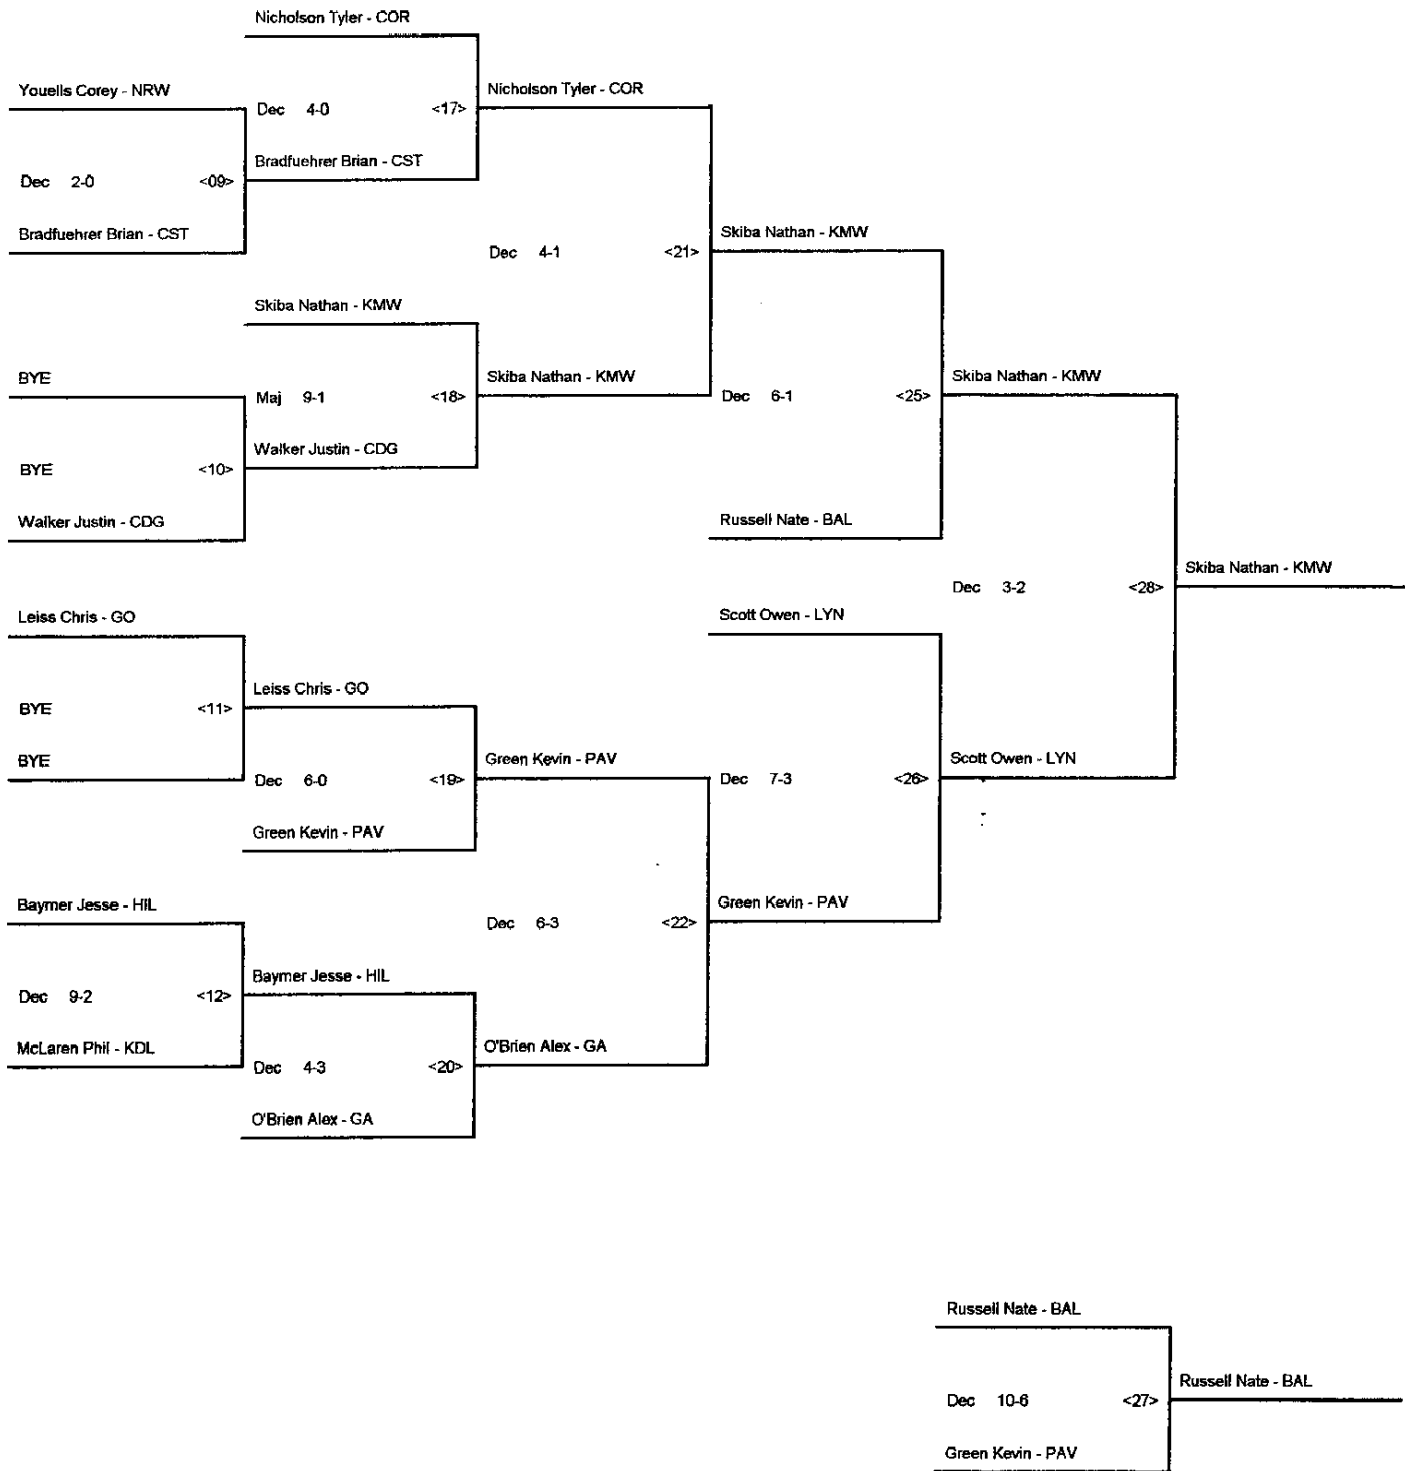 Nicholson Tyler - COR
Youells Corey - NRW
Nicholson Tyler - COR
Dec 4-0 <17>
Bradfuehrer Brian - CST
Dec 2-0 <09>
Bradfuehrer Brian - CST
Skiba Nathan - KMW
Dec 4-1 <21>
Skiba Nathan - KMW
BYE
Skiba Nathan - KMW
Skiba Nathan - KMW
Maj 9-1 <18>
Dec 6-1 <25>
Walker Justin - CDG
BYE <10>
Walker Justin - CDG
Russell Nate - BAL
Skiba Nathan - KMW
Dec 3-2 <28>
Leiss Chris - GO
Scott Owen - LYN
Leiss Chris - GO
BYE <11>
BYE
Green Kevin - PAV
Scott Owen - LYN
Dec 6-0 <19>
Dec 7-3 <26>
Green Kevin - PAV
Baymer Jesse - HIL
Green Kevin - PAV
Dec 6-3 <22>
Baymer Jesse - HIL
Dec 9-2 <12>
McLaren Phil - KDL
O'Brien Alex - GA
Dec 4-3 <20>
O'Brien Alex - GA
Russell Nate - BAL
Russell Nate - BAL
Dec 10-6 <27>
Green Kevin - PAV